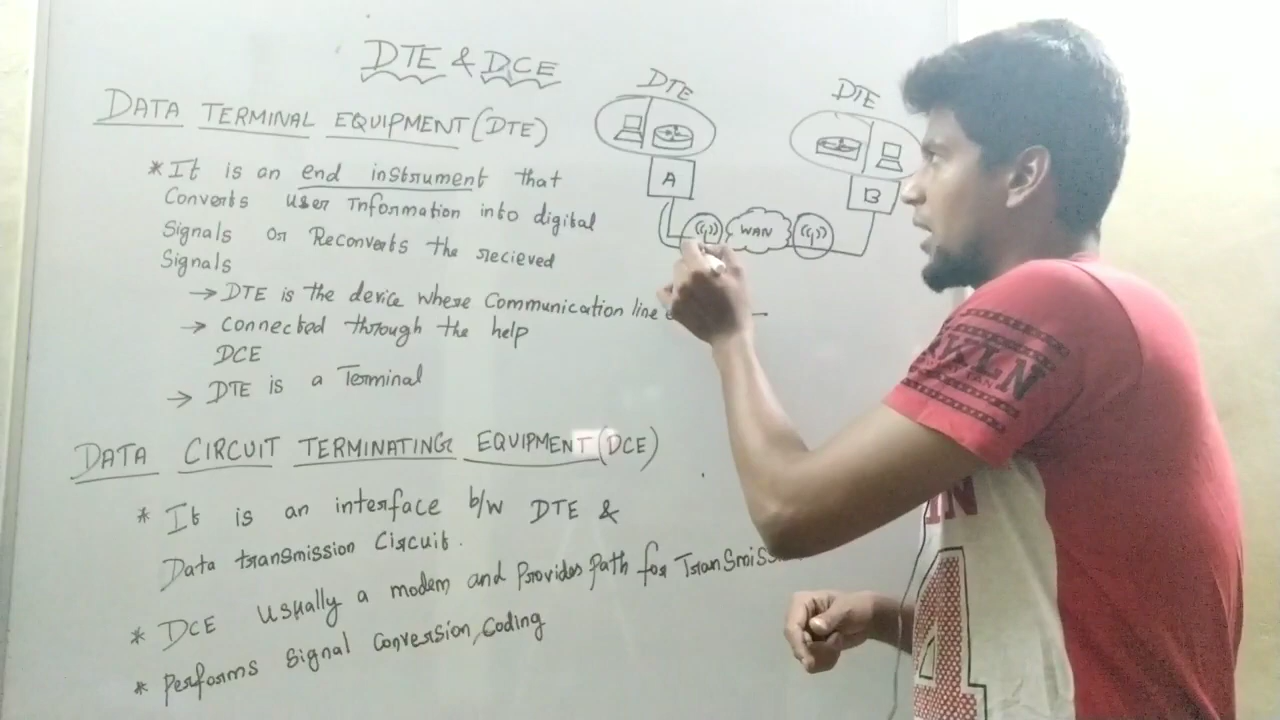 DTE & DCE
DATA TERMINAL EQUIPMENT (DTE)
* It is an end instrument that
Converts user Information into digital
Signals or Reconverts the recieved
Signals
→ DTE is the device where Communication line
→ Connected through the help
DCE
→ DTE is a Terminal
DATA CIRCUIT TERMINATING EQUIPMENT (DCE)
* It is an interface b/w DTE &
Data transmission Circuit.
* DCE usually a modem and Provides Path for
* Performs Signal Conversion, Coding
DTE
DTE
A
B
WAN